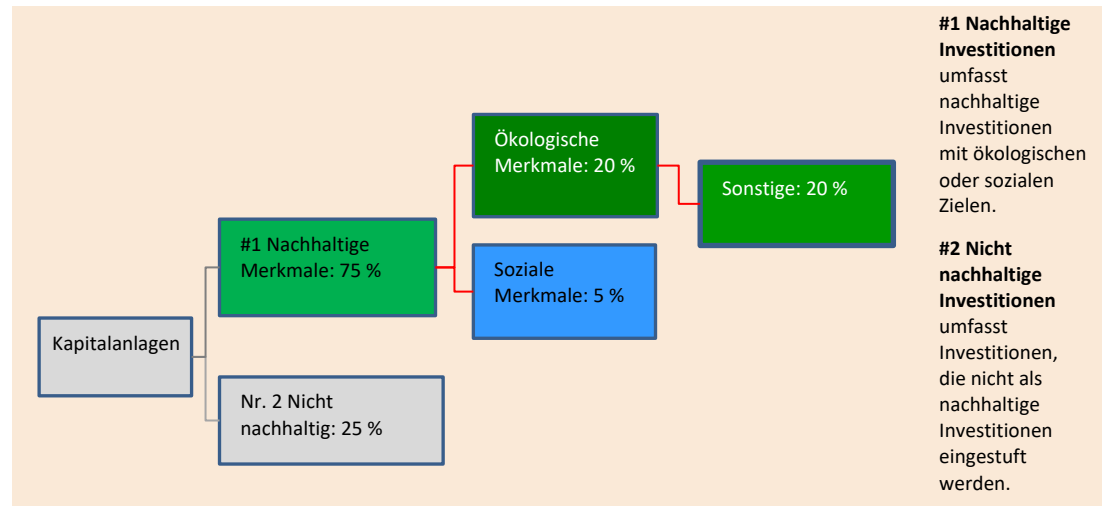 Kapitalanlagen
#1 Nachhaltige
Merkmale: 75 %
Nr. 2 Nicht
nachhaltig: 25 %
Ökologische
Merkmale: 20 %
Soziale
Merkmale: 5 %
Sonstige: 20 %
#1 Nachhaltige
Investitionen
umfasst
nachhaltige
Investitionen
mit ökologischen
oder sozialen
Zielen.
#2 Nicht
nachhaltige
Investitionen
umfasst
Investitionen,
die nicht als
nachhaltige
Investitionen
eingestuft
werden.